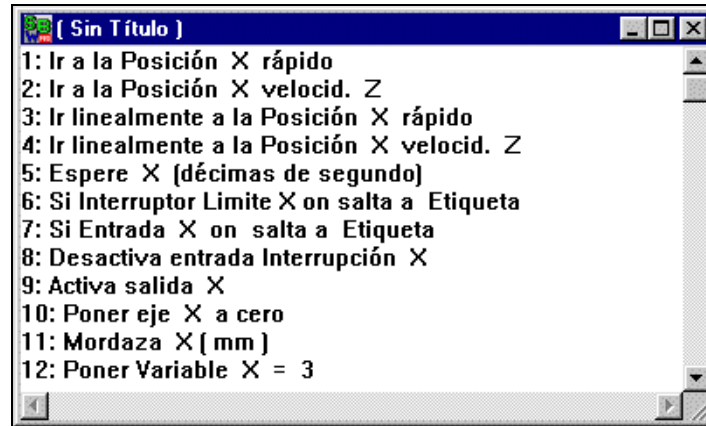 ( Sin Título )
1: Ir a la Posición X rápido
2: Ir a la Posición X velocid. Z
3: Ir linealmente a la Posición X rápido
4: Ir linealmente a la Posición X velocid. Z
5: Espere X (décimas de segundo)
6: Si Interruptor Limite X on salta a Etiqueta
7: Si Entrada X on salta a Etiqueta
8: Desactiva entrada Interrupción X
9: Activa salida X
10: Poner eje X a cero
11: Mordaza X ( mm )
12: Poner Variable X = 3